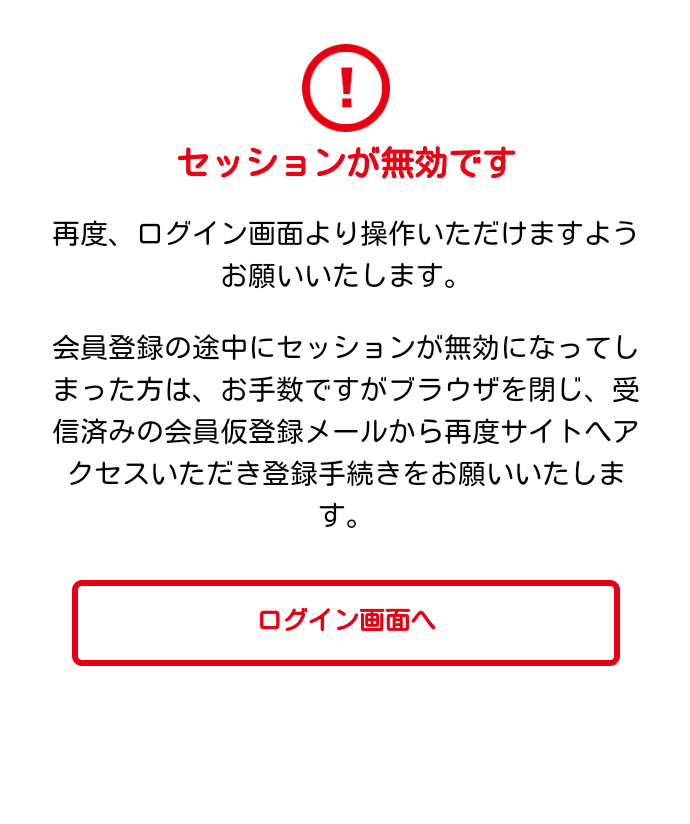 セッションが無効です
再度、ログイン画面より操作いただけますよう
お願いいたします。
会員登録の途中にセッションが無効になってし
まった方は、お手数ですがブラウザを閉じ、受
信済みの会員仮登録メールから再度サイトへア
クセスいただき登録手続きをお願いいたしま
す。
ログイン画面へ